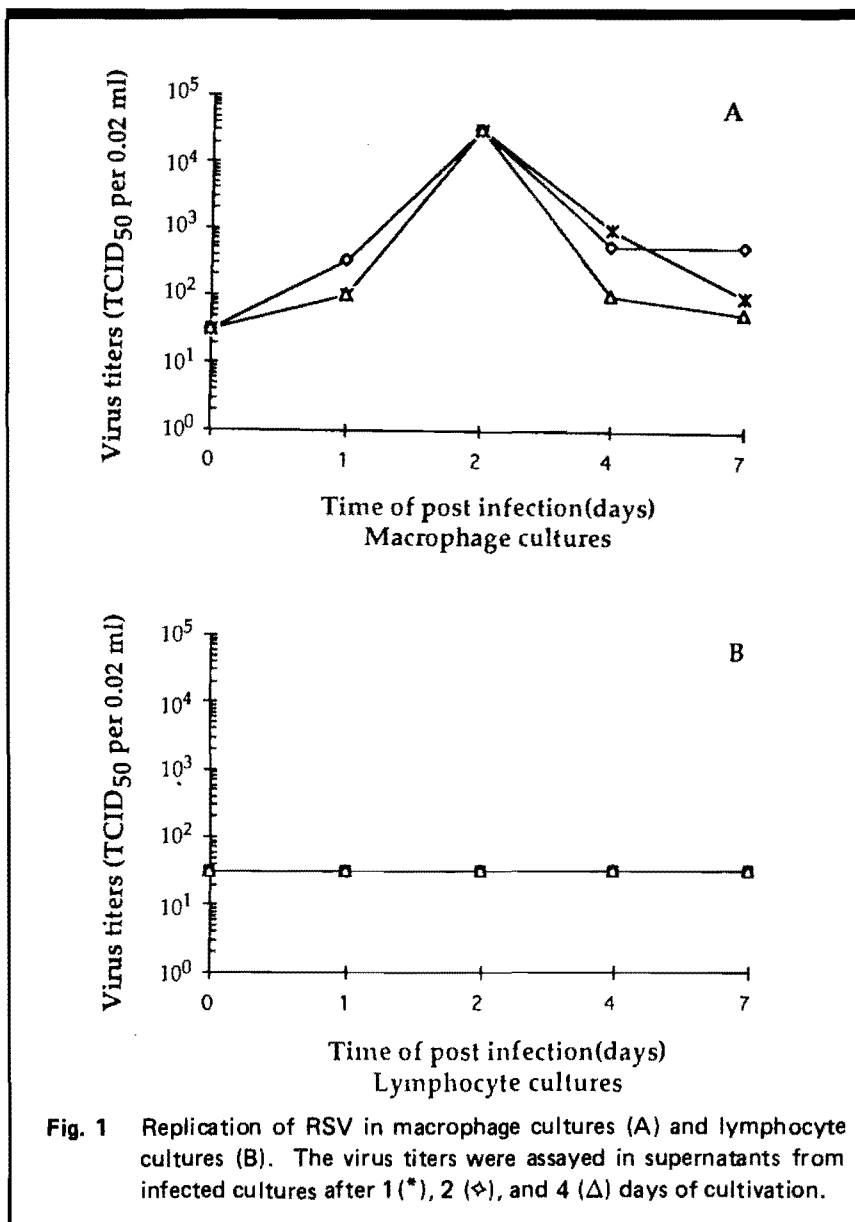 A
Virus titers (TCID50 per 0.02 ml)
10^5
10^4
10^3
10^2
10^1
10^0
0 1 2 4 7
Time of post infection(days)
Macrophage cultures
B
Virus titers (TCID50 per 0.02 ml)
10^5
10^4
10^3
10^2
10^1
10^0
0 1 2 4 7
Time of post infection(days)
Lymphocyte cultures
Fig. 1 Replication of RSV in macrophage cultures (A) and lymphocyte
cultures (B). The virus titers were assayed in supernatants from
infected cultures after 1 (*), 2 (◇), and 4 (Δ) days of cultivation.